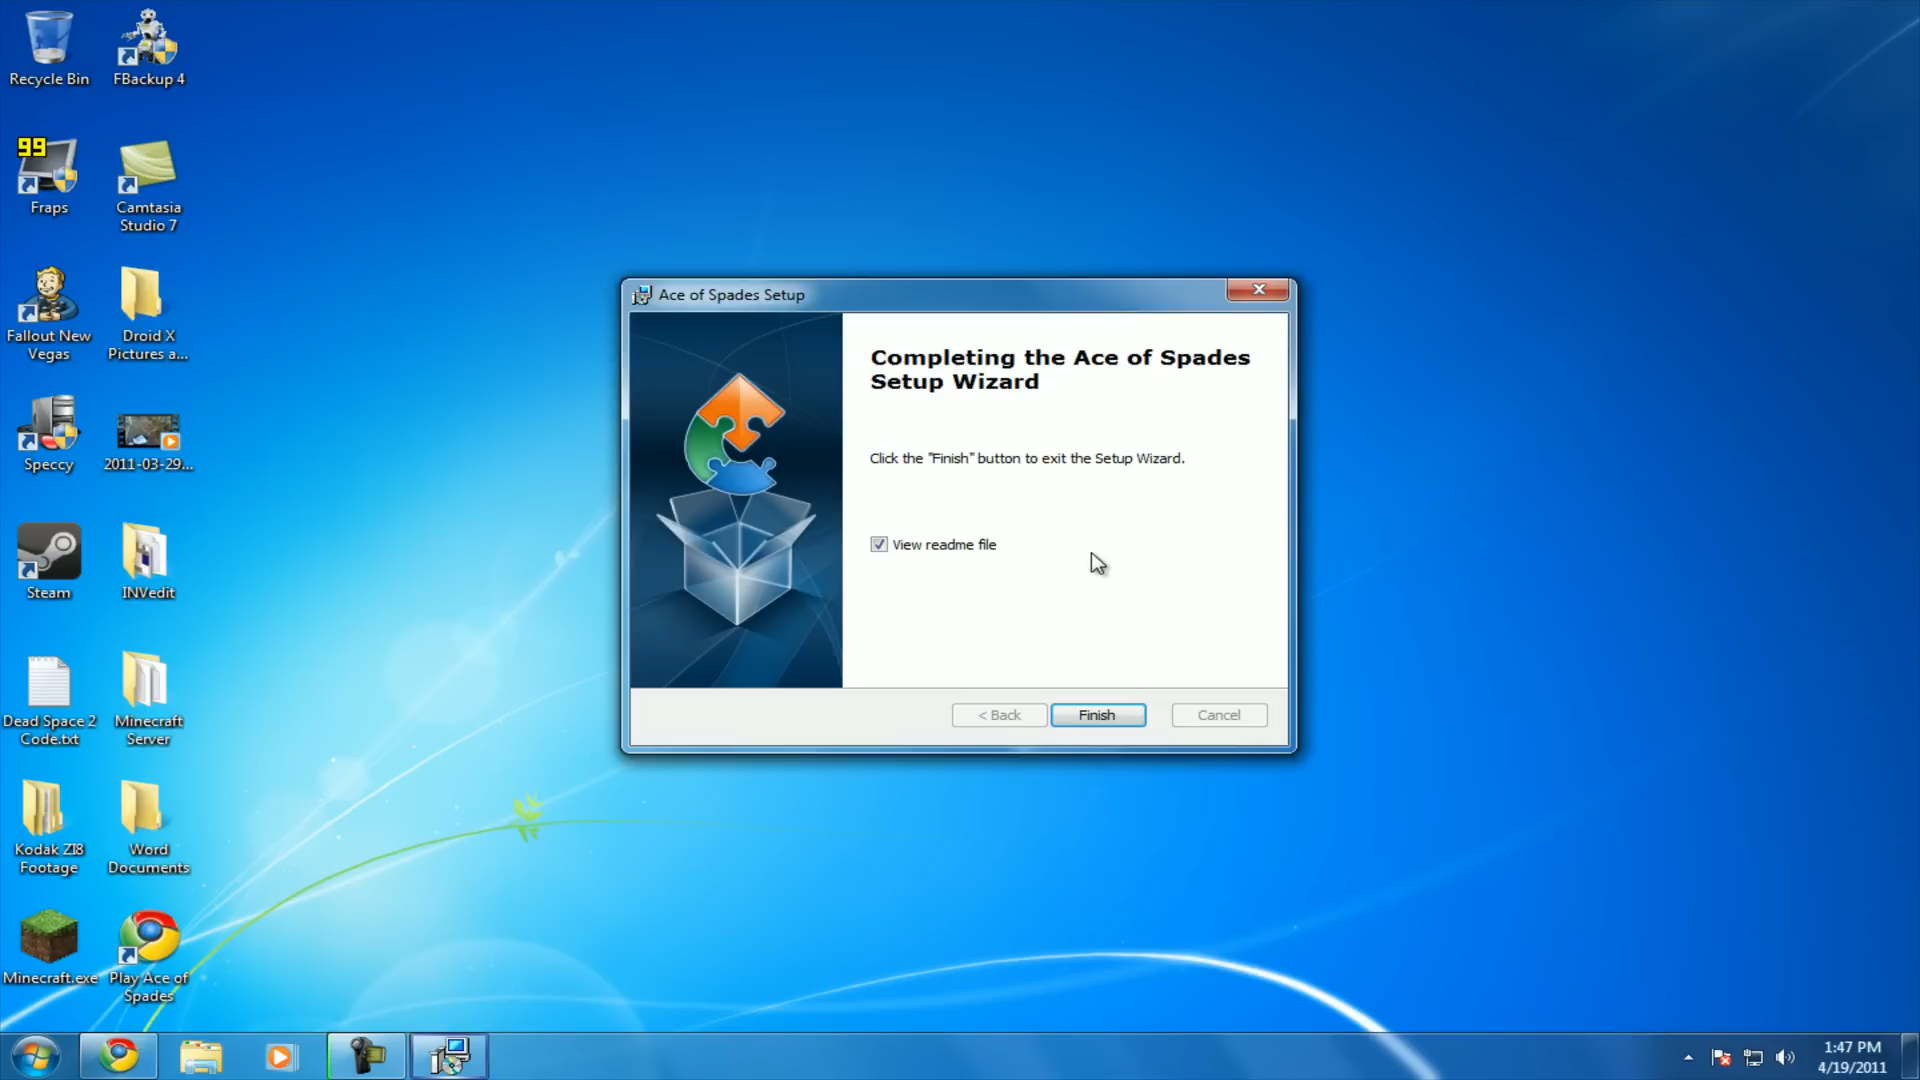 Recycle Bin
FBackup 4
99
Fraps
Camtasia
Studio 7
Fallout New
Vegas
Droid X
Pictures a...
Speccy
2011-03-29...
Steam
INVedit
Dead Space 2
Code.txt
Minecraft
Server
Kodak ZI8
Footage
Word
Documents
Minecraft.exe
Play Ace of
Spades
Ace of Spades Setup
Completing the Ace of Spades
Setup Wizard
Click the "Finish" button to exit the Setup Wizard.
View readme file
< Back
Finish
Cancel
1:47 PM
4/19/2011